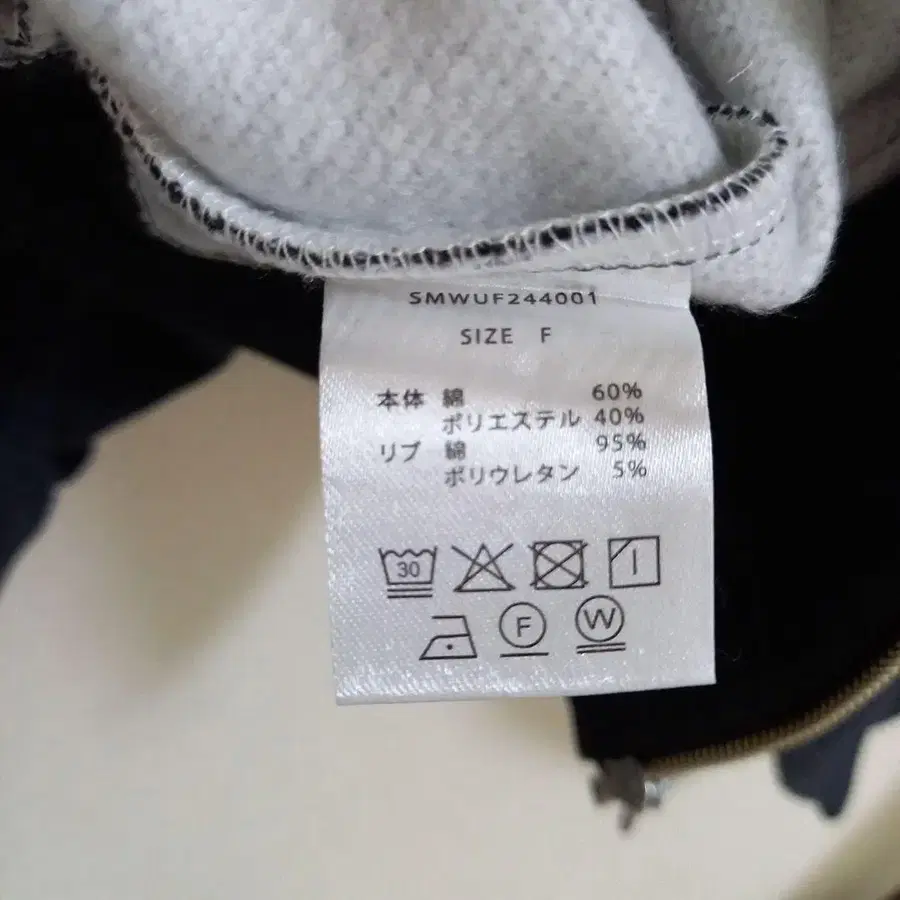 SMWUF244001
SIZE F
本体 綿 60%
ポリエステル 40%
リブ 綿 95%
ポリウレタン 5%
30
F W